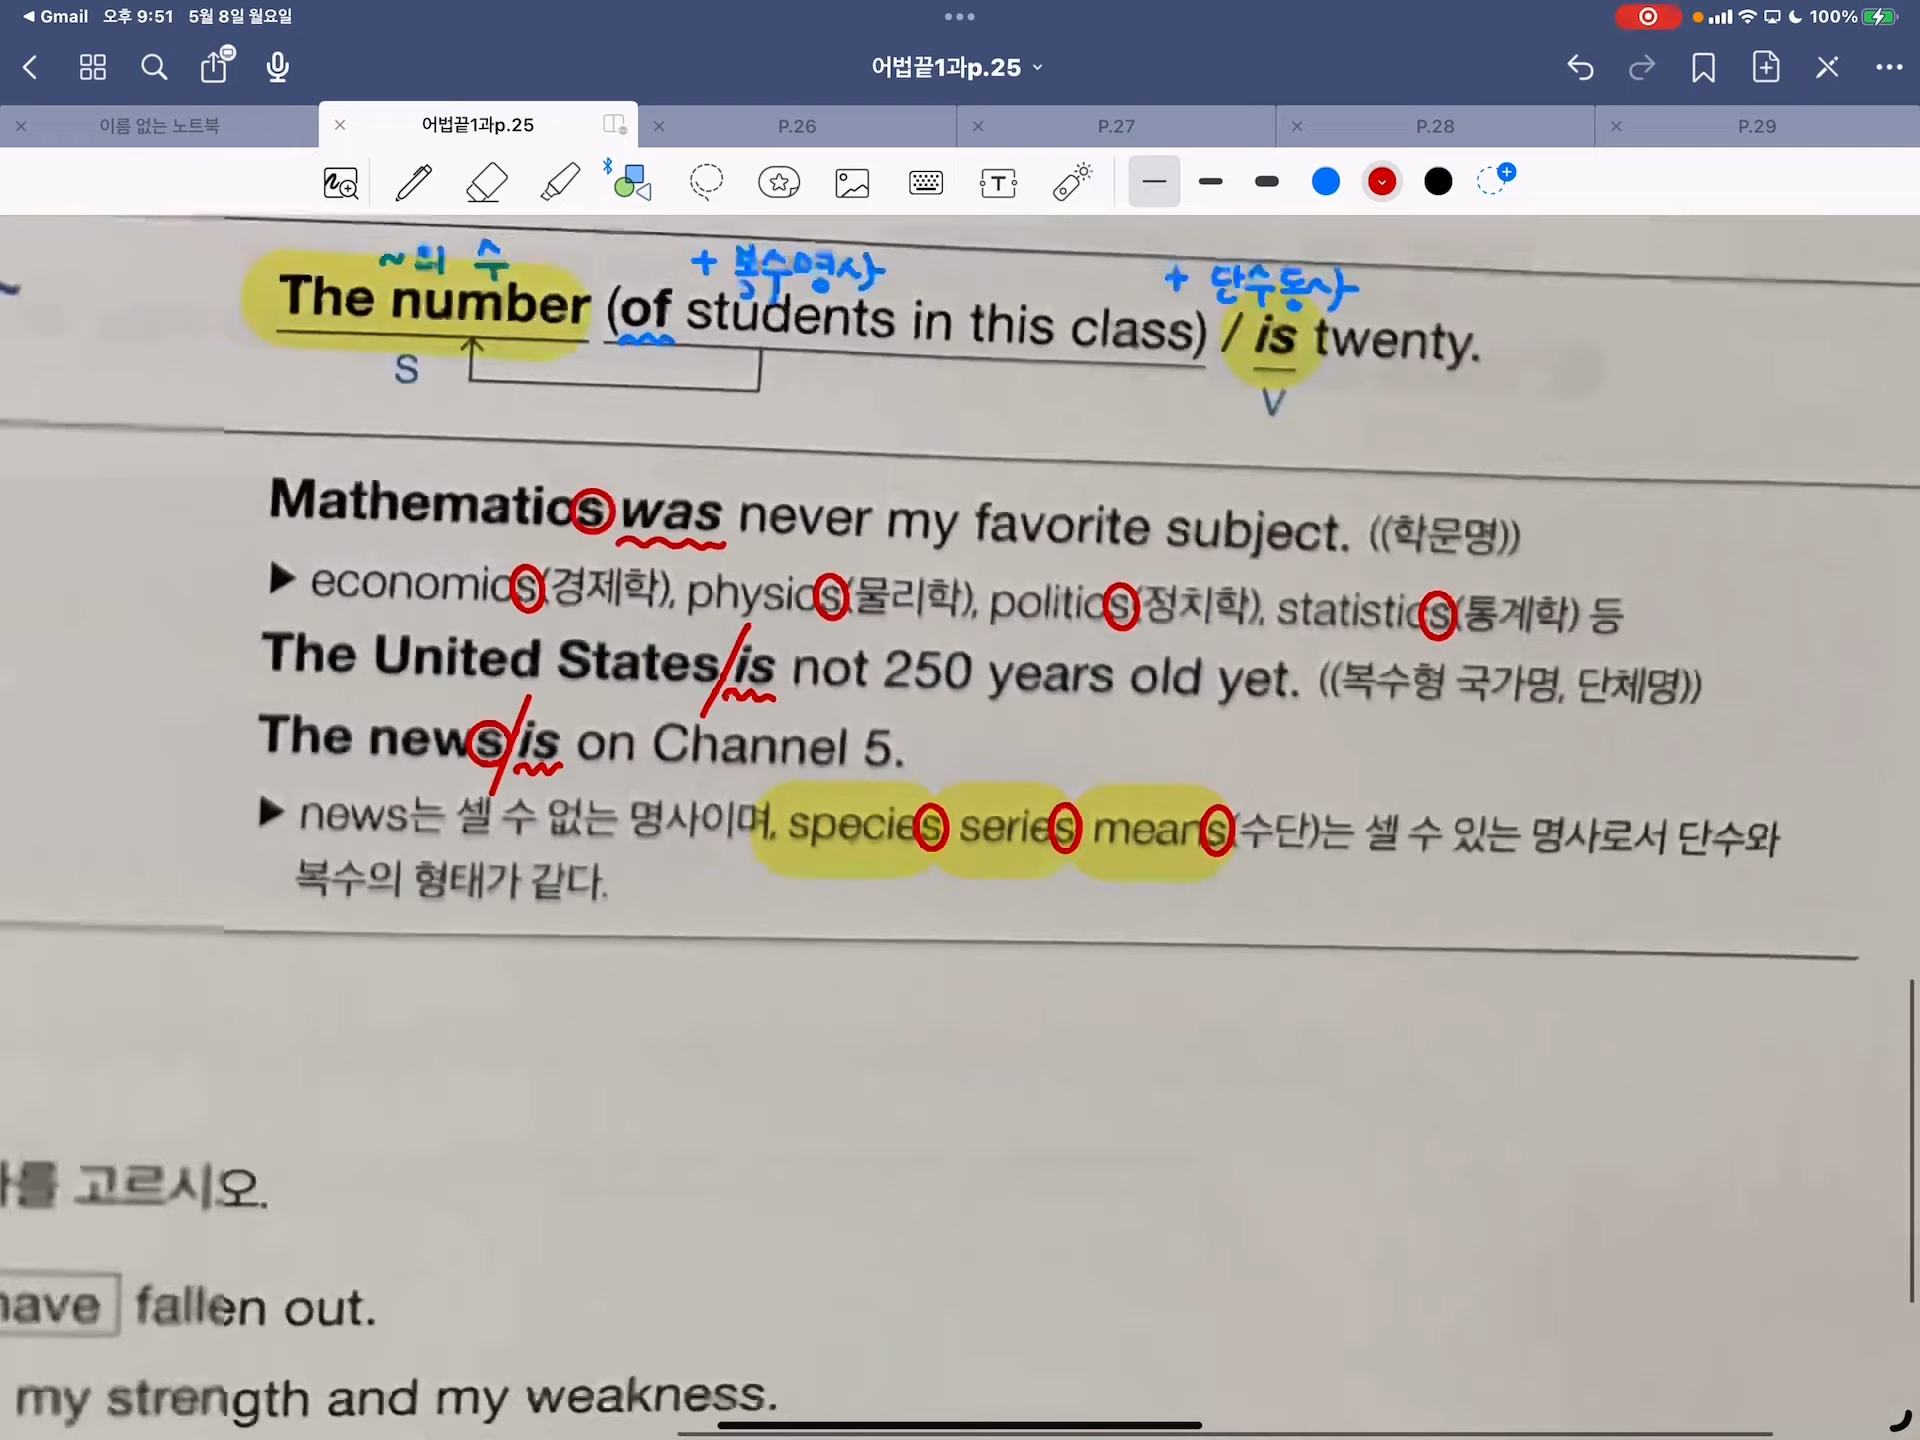 ◀ Gmail 오후 9:51 5월 8일 월요일
100%
어법끝1과p.25
이름 없는 노트북
어법끝1과p.25
P.26
P.27
P.28
P.29
~의 수 + 복수명사 + 단수동사
The number (of students in this class) / is twenty.
S V
Mathematics was never my favorite subject. ((학문명))
▶ economics(경제학), physics(물리학), politics(정치학), statistics(통계학) 등
The United States is not 250 years old yet. ((복수형 국가명, 단체명))
The news is on Channel 5.
▶ news는 셀 수 없는 명사이며, species series means(수단)는 셀 수 있는 명사로서 단수와
복수의 형태가 같다.
를 고르시오.
have fallen out.
my strength and my weakness.